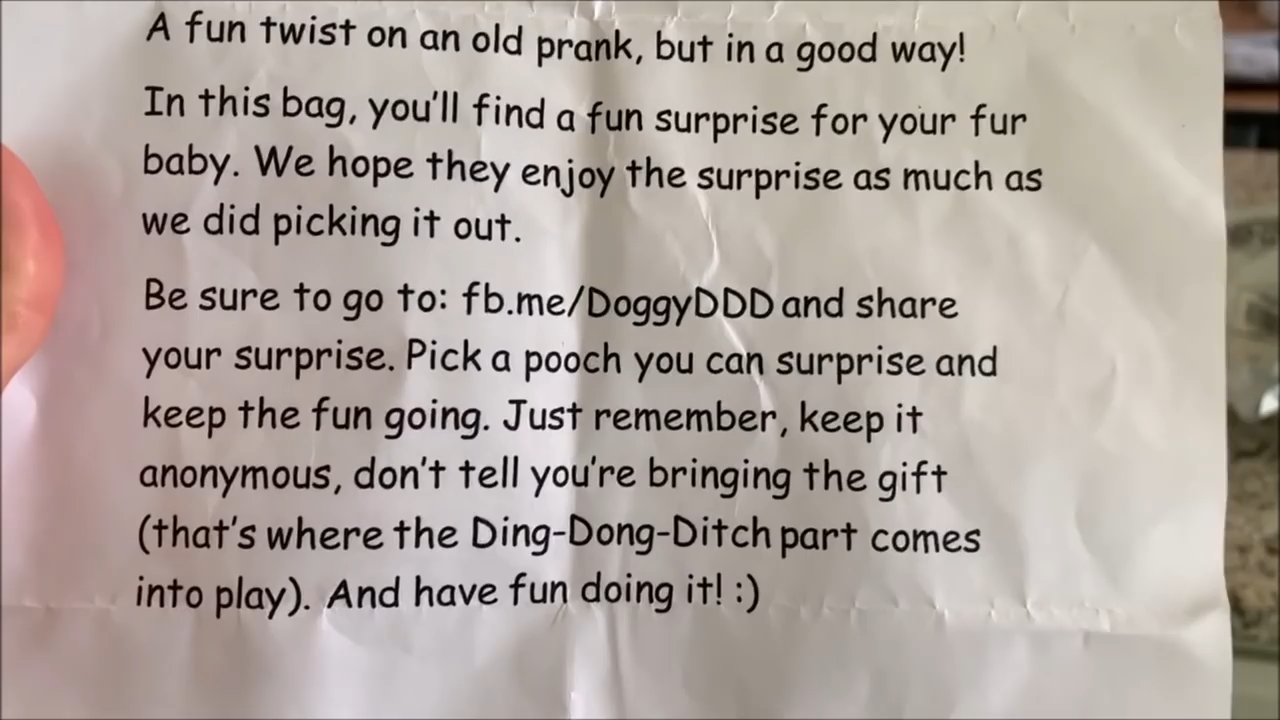 A fun twist on an old prank, but in a good way!
In this bag, you'll find a fun surprise for your fur
baby. We hope they enjoy the surprise as much as
we did picking it out.
Be sure to go to: fb.me/DoggyDDD and share
your surprise. Pick a pooch you can surprise and
keep the fun going. Just remember, keep it
anonymous, don't tell you're bringing the gift
(that's where the Ding-Dong-Ditch part comes
into play). And have fun doing it! :)